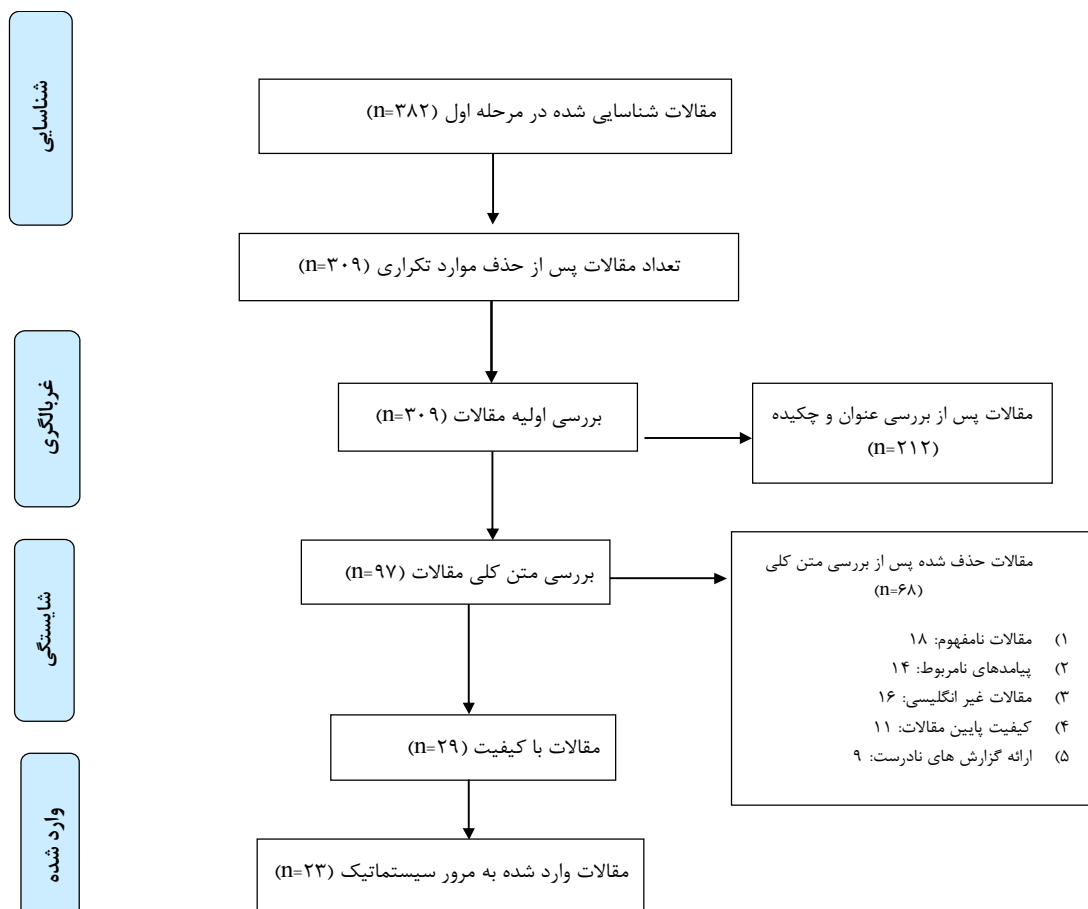 شناسایی
مقالات شناسایی شده در مرحله اول (n=۳۸۲)
تعداد مقالات پس از حذف موارد تکراری (n=۳۰۹)
غربالگری
بررسی اولیه مقالات (n=۳۰۹)
مقالات پس از بررسی عنوان و چکیده
(n=۲۱۲)
شایستگی
بررسی متن کلی مقالات (n=۹۷)
مقالات حذف شده پس از بررسی متن کلی
(n=۶۸)
۱) مقالات نامفهوم: ۱۸
۲) پیامدهای نامربوط: ۱۴
۳) مقالات غیر انگلیسی: ۱۶
۴) کیفیت پایین مقالات: ۱۱
۵) ارائه گزارش های نادرست: ۹
مقالات با کیفیت (n=۲۹)
وارد شده
مقالات وارد شده به مرور سیستماتیک (n=۲۳)